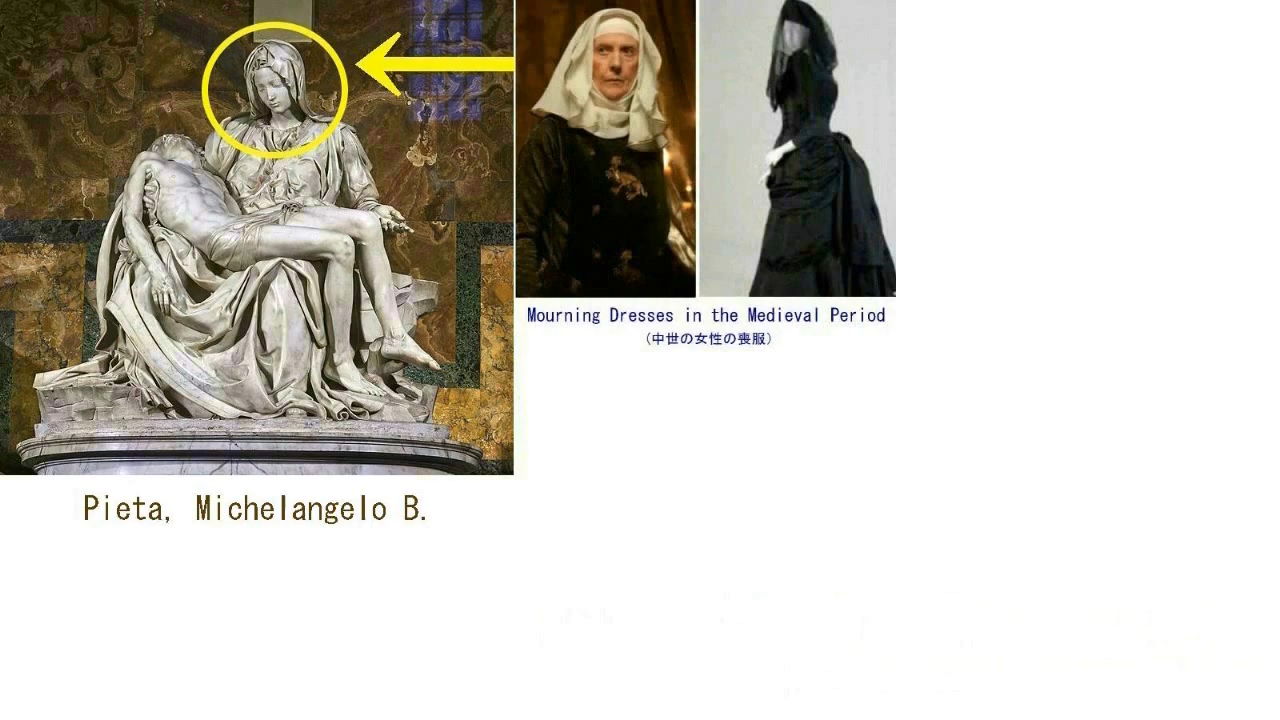 Mourning Dresses in the Medieval Period
(中世の女性の喪服)
Pieta, Michelangelo B.